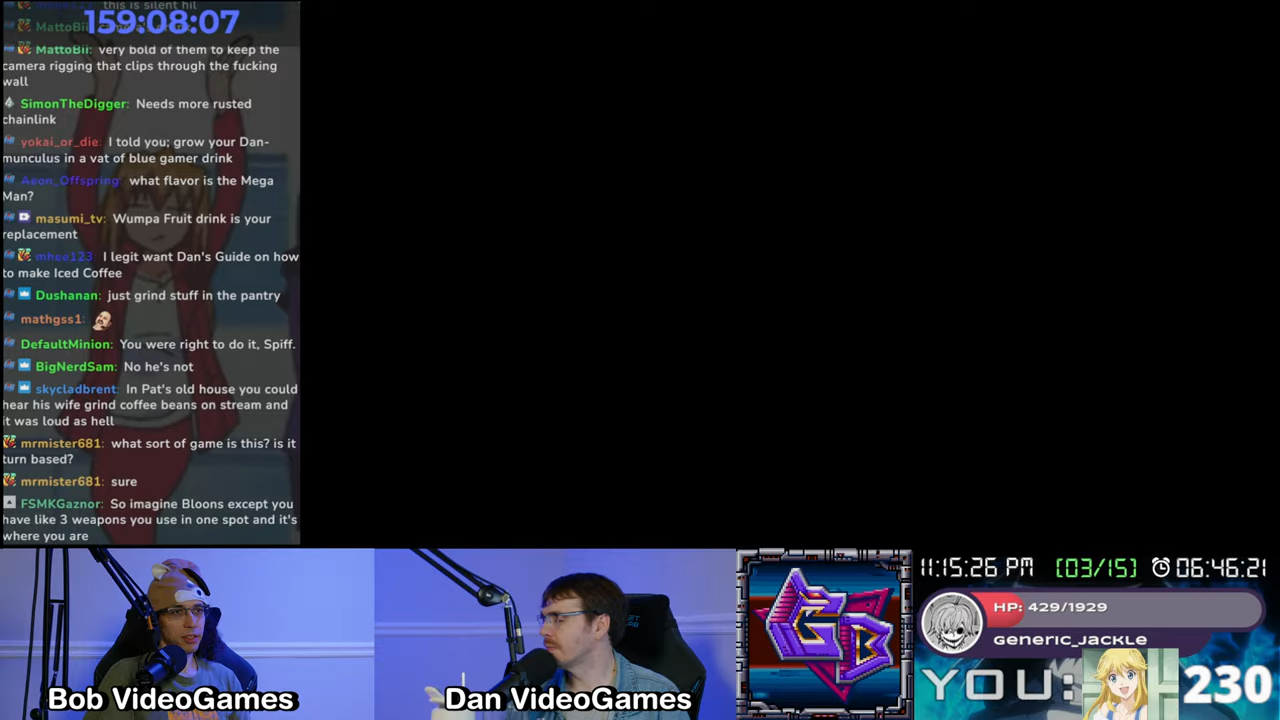 this is silent hil
159:08:07
MattoBii:
MattoBii: very bold of them to keep the
camera rigging that clips through the fucking
wall
SimonTheDigger: Needs more rusted
chainlink
yokai_or_die: I told you; grow your Dan-
munculus in a vat of blue gamer drink
Aeon_Offspring: what flavor is the Mega
Man?
masumi_tv: Wumpa Fruit drink is your
replacement
mhee123: I legit want Dan's Guide on how
to make Iced Coffee
Dushanan: just grind stuff in the pantry
mathgss1:
DefaultMinion: You were right to do it, Spiff.
BigNerdSam: No he's not
skycladbrent: In Pat's old house you could
hear his wife grind coffee beans on stream and
it was loud as hell
mrmister681: what sort of game is this? is it
turn based?
mrmister681: sure
FSMKGaznor: So imagine Bloons except you
have like 3 weapons you use in one spot and it's
where you are
Bob VideoGames
Dan VideoGames
GB
11:15:26 PM [03/15] 06:46:21
HP: 429/1929
Generic_Jackle
YOU: 230